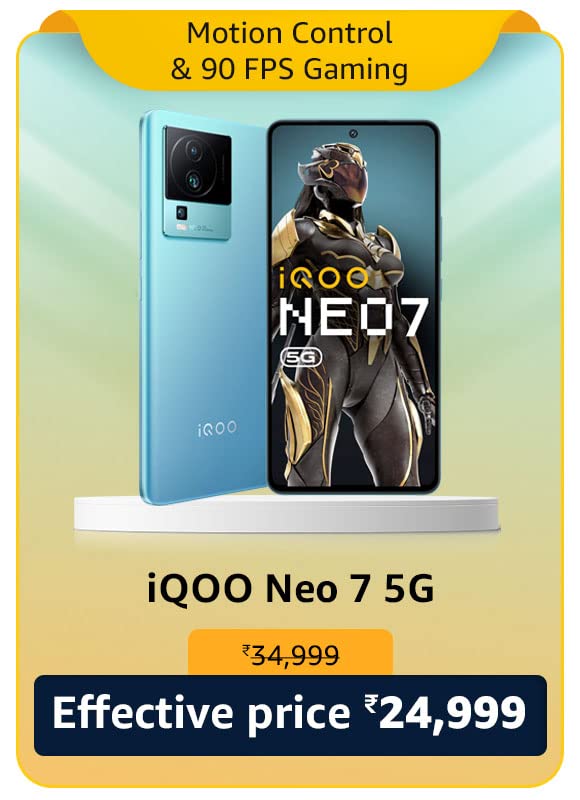 Motion Control
& 90 FPS Gaming
iQOO
NEO7
5G
iQOO
iQOO Neo 7 5G
₹34,999
Effective price ₹24,999